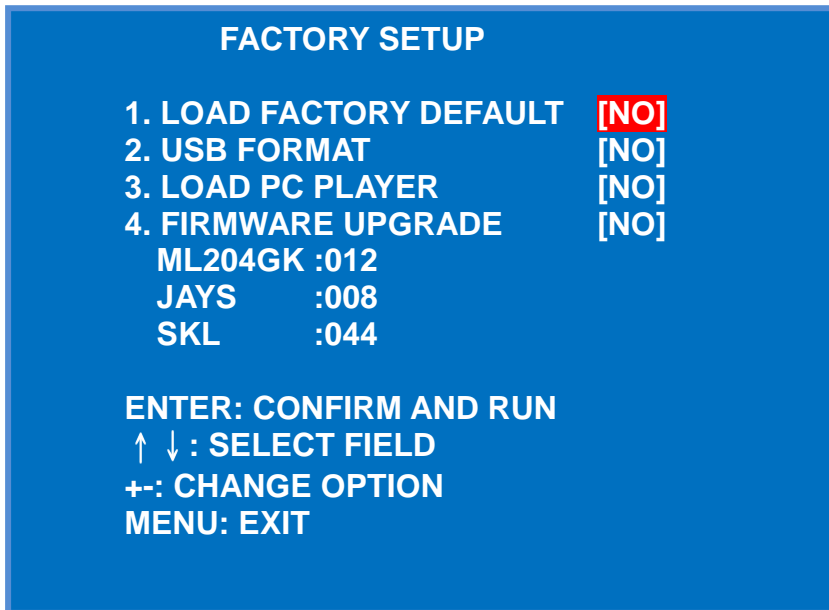 FACTORY SETUP
1. LOAD FACTORY DEFAULT [NO]
2. USB FORMAT [NO]
3. LOAD PC PLAYER [NO]
4. FIRMWARE UPGRADE [NO]
ML204GK :012
JAYS :008
SKL :044
ENTER: CONFIRM AND RUN
↑ ↓ : SELECT FIELD
+-: CHANGE OPTION
MENU: EXIT